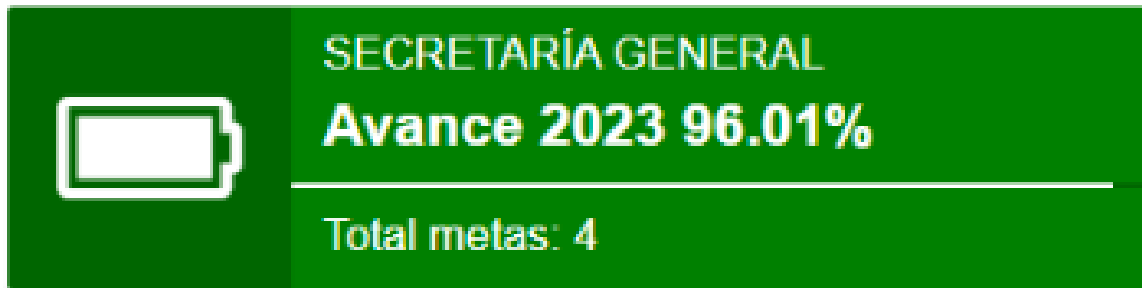 SECRETARÍA GENERAL
Avance 2023 96.01%
Total metas: 4